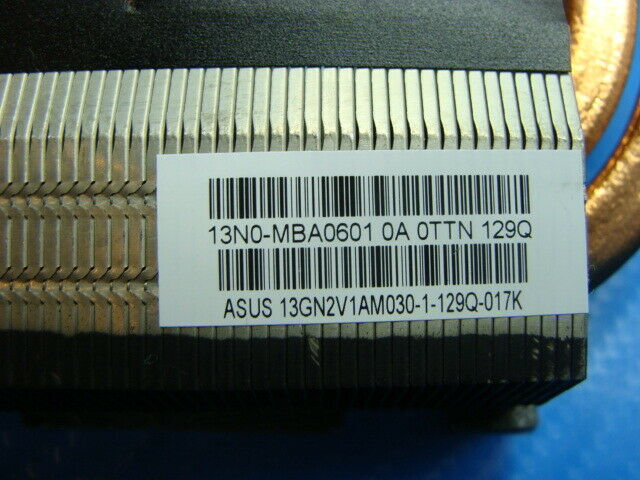 13N0-MBA0601 0A 0TTN 129Q
ASUS 13GN2V1AM030-1-129Q-017K